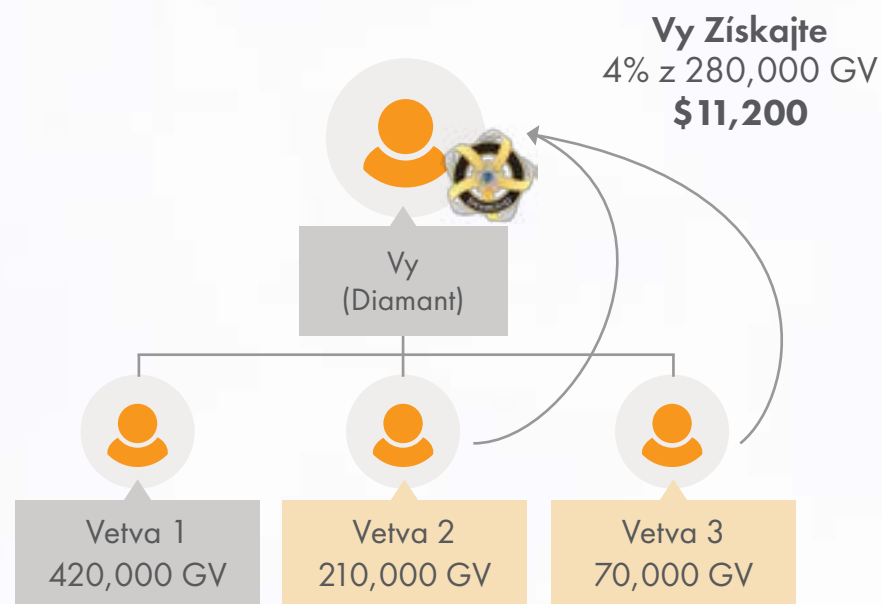 Vy Získajte
4% z 280,000 GV
$11,200
Vy
(Diamant)
Vetva 1
420,000 GV
Vetva 2
210,000 GV
Vetva 3
70,000 GV